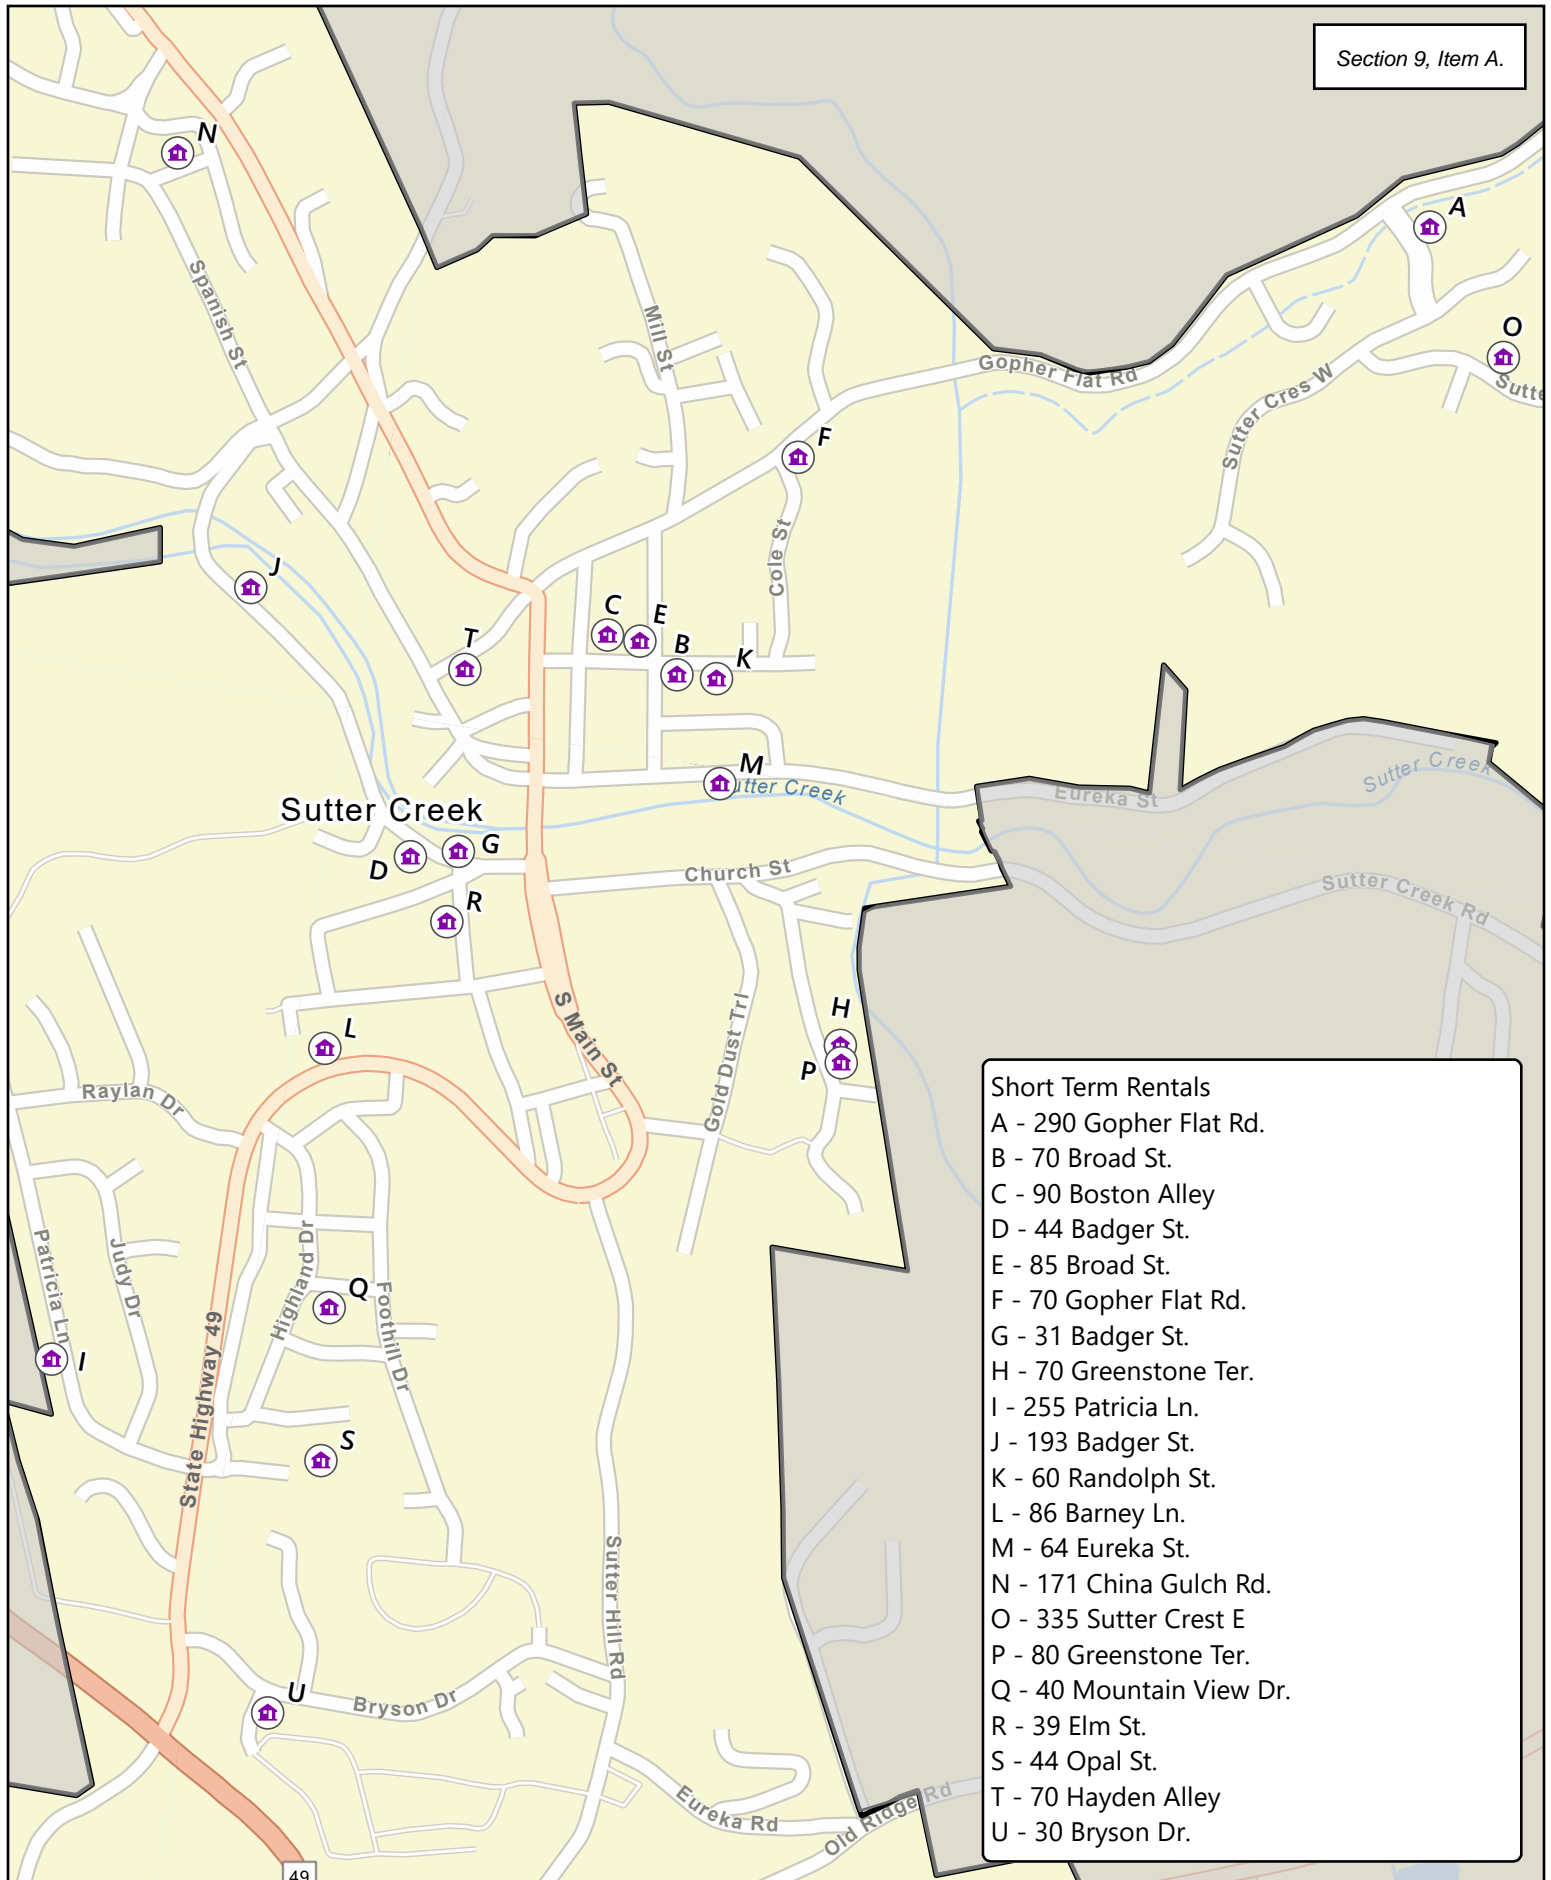 Section 9, Item A.
N
A
Spanish St
Mill St
O
Gopher Flat Rd
Sutter Cres W
Sutte
F
Cole St
J
C
E
T
B
K
M
Sutter Creek
Sutter Creek
Eureka St
Sutter Creek
G
D
Church St
Sutter Creek Rd
R
S Main St
Gold Dust Trl
H
L
P
Raylan Dr
Patricia Ln
Judy Dr
Highland Dr
Q
Foothill Dr
I
State Highway 49
S
Sutter Hill Rd
U
Bryson Dr
Eureka Rd
Old Ridge Rd
49
Short Term Rentals
A - 290 Gopher Flat Rd.
B - 70 Broad St.
C - 90 Boston Alley
D - 44 Badger St.
E - 85 Broad St.
F - 70 Gopher Flat Rd.
G - 31 Badger St.
H - 70 Greenstone Ter.
I - 255 Patricia Ln.
J - 193 Badger St.
K - 60 Randolph St.
L - 86 Barney Ln.
M - 64 Eureka St.
N - 171 China Gulch Rd.
O - 335 Sutter Crest E
P - 80 Greenstone Ter.
Q - 40 Mountain View Dr.
R - 39 Elm St.
S - 44 Opal St.
T - 70 Hayden Alley
U - 30 Bryson Dr.